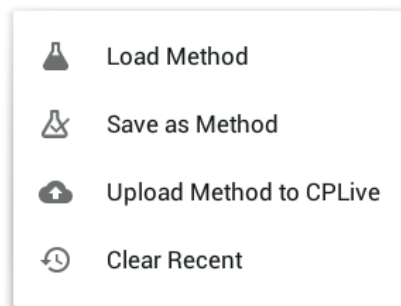 Load Method
Save as Method
Upload Method to CPLive
Clear Recent